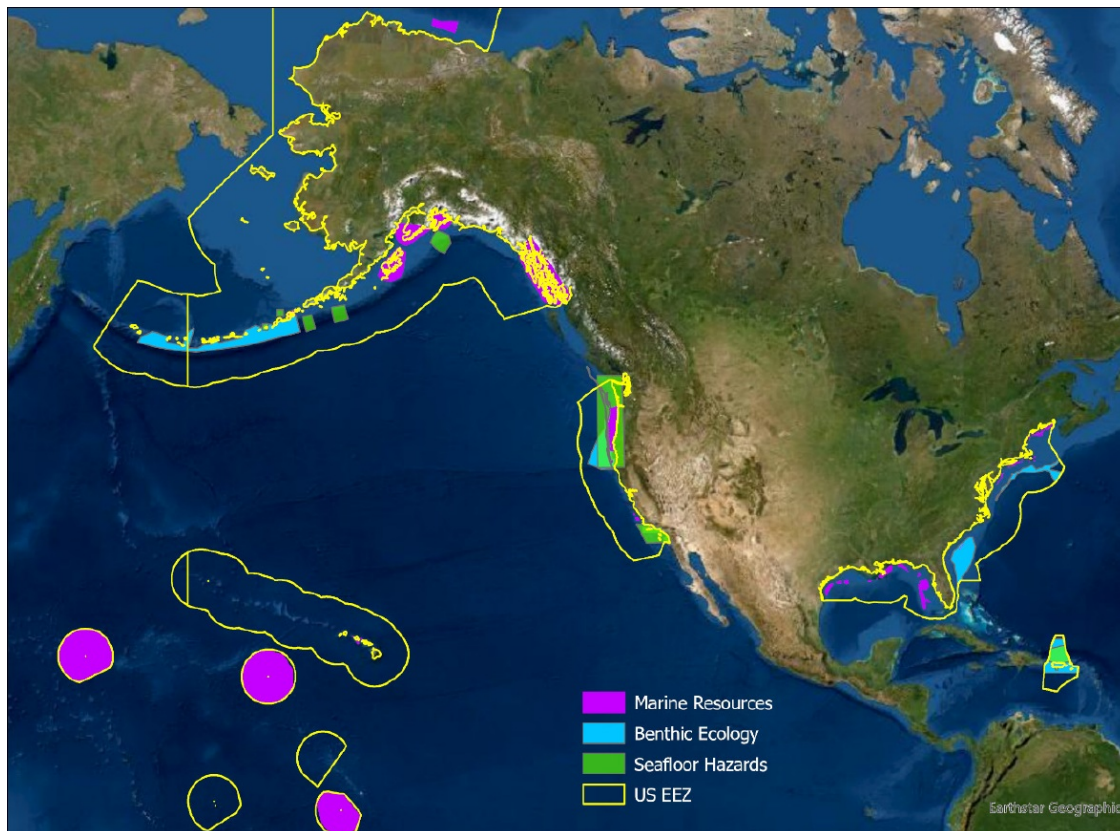 Marine Resources
Benthic Ecology
Seafloor Hazards
US EEZ
Earthstar Geographic